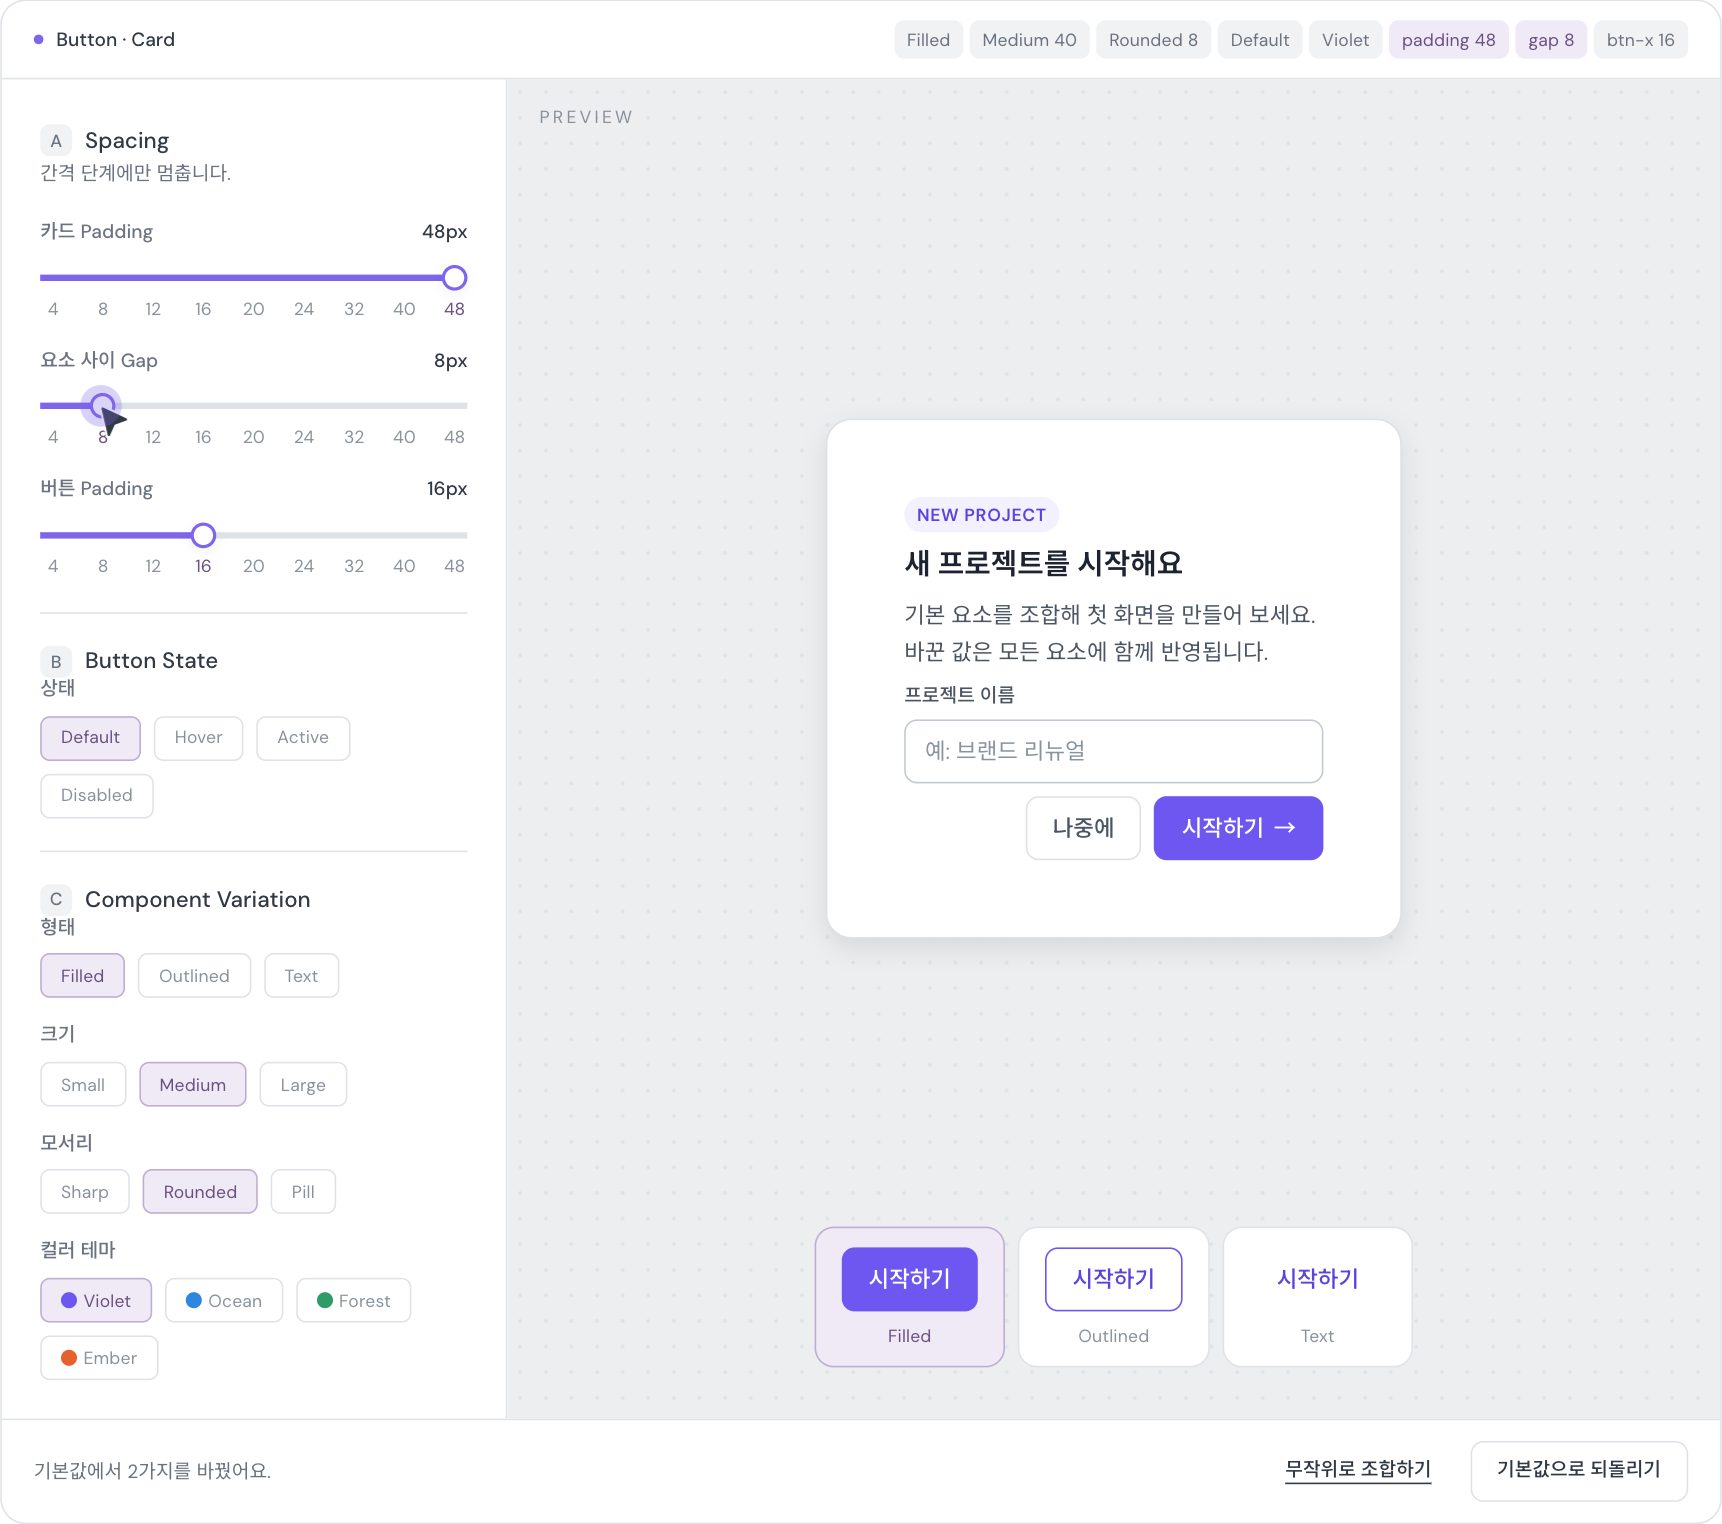 Button · Card
Filled Medium 40 Rounded 8 Default Violet padding 48 gap 8 btn-x 16
A Spacing
간격 단계에만 멈춥니다.
카드 Padding 48px
4 8 12 16 20 24 32 40 48
요소 사이 Gap 8px
4 8 12 16 20 24 32 40 48
버튼 Padding 16px
4 8 12 16 20 24 32 40 48
B Button State
상태
Default Hover Active
Disabled
C Component Variation
형태
Filled Outlined Text
크기
Small Medium Large
모서리
Sharp Rounded Pill
컬러 테마
Violet Ocean Forest
Ember
PREVIEW
NEW PROJECT
새 프로젝트를 시작해요
기본 요소를 조합해 첫 화면을 만들어 보세요.
바꾼 값은 모든 요소에 함께 반영됩니다.
프로젝트 이름
예: 브랜드 리뉴얼
나중에 시작하기 →
시작하기 시작하기 시작하기
Filled Outlined Text
기본값에서 2가지를 바꿨어요.
무작위로 조합하기 기본값으로 되돌리기